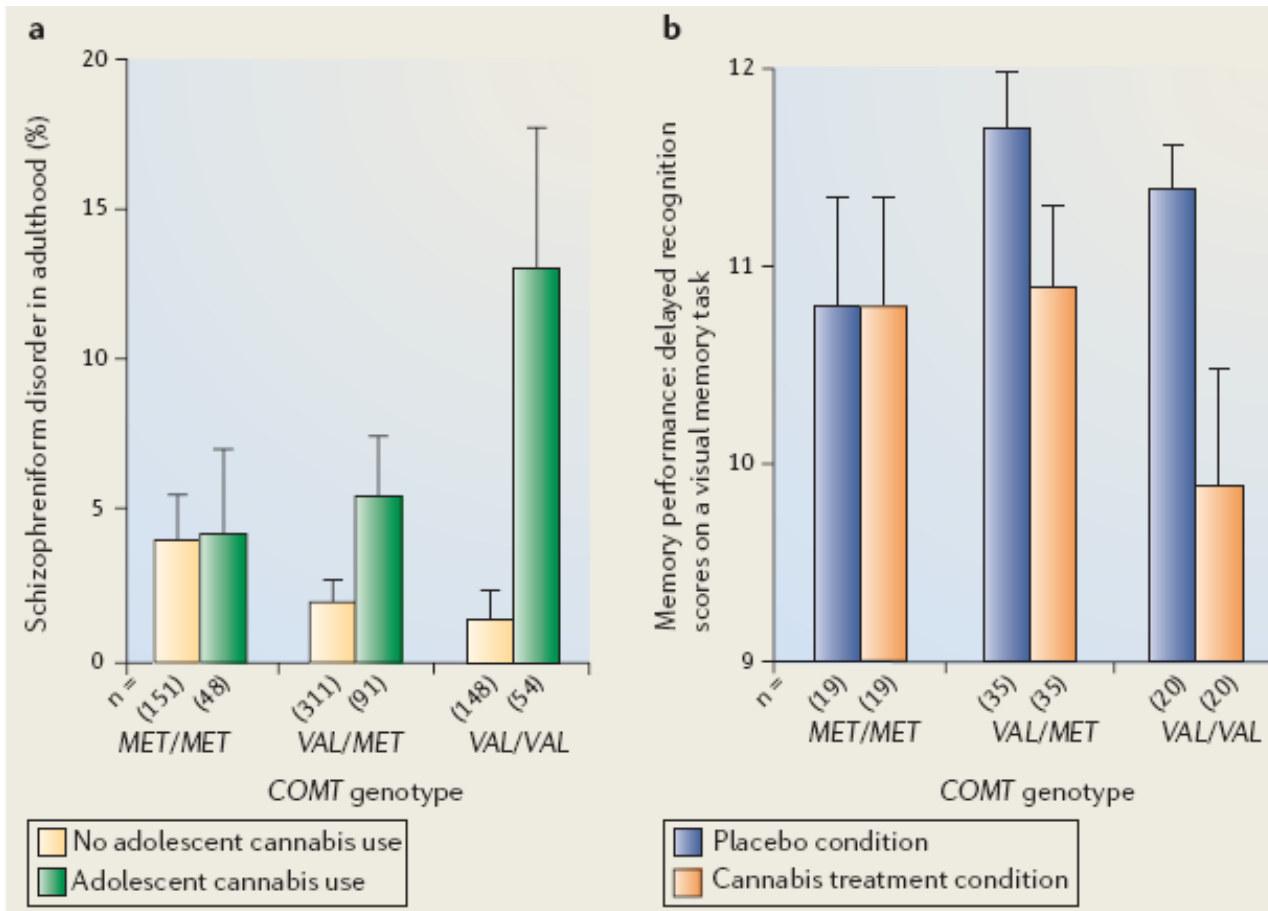 a
20
15
10
5
0
Schizophreniform disorder in adulthood (%)
n = (151) (48) (311) (91) (148) (54)
MET/MET VAL/MET VAL/VAL
COMT genotype
No adolescent cannabis use
Adolescent cannabis use
b
12
11
10
9
Memory performance: delayed recognition
scores on a visual memory task
n = (19) (19) (35) (35) (20) (20)
MET/MET VAL/MET VAL/VAL
COMT genotype
Placebo condition
Cannabis treatment condition